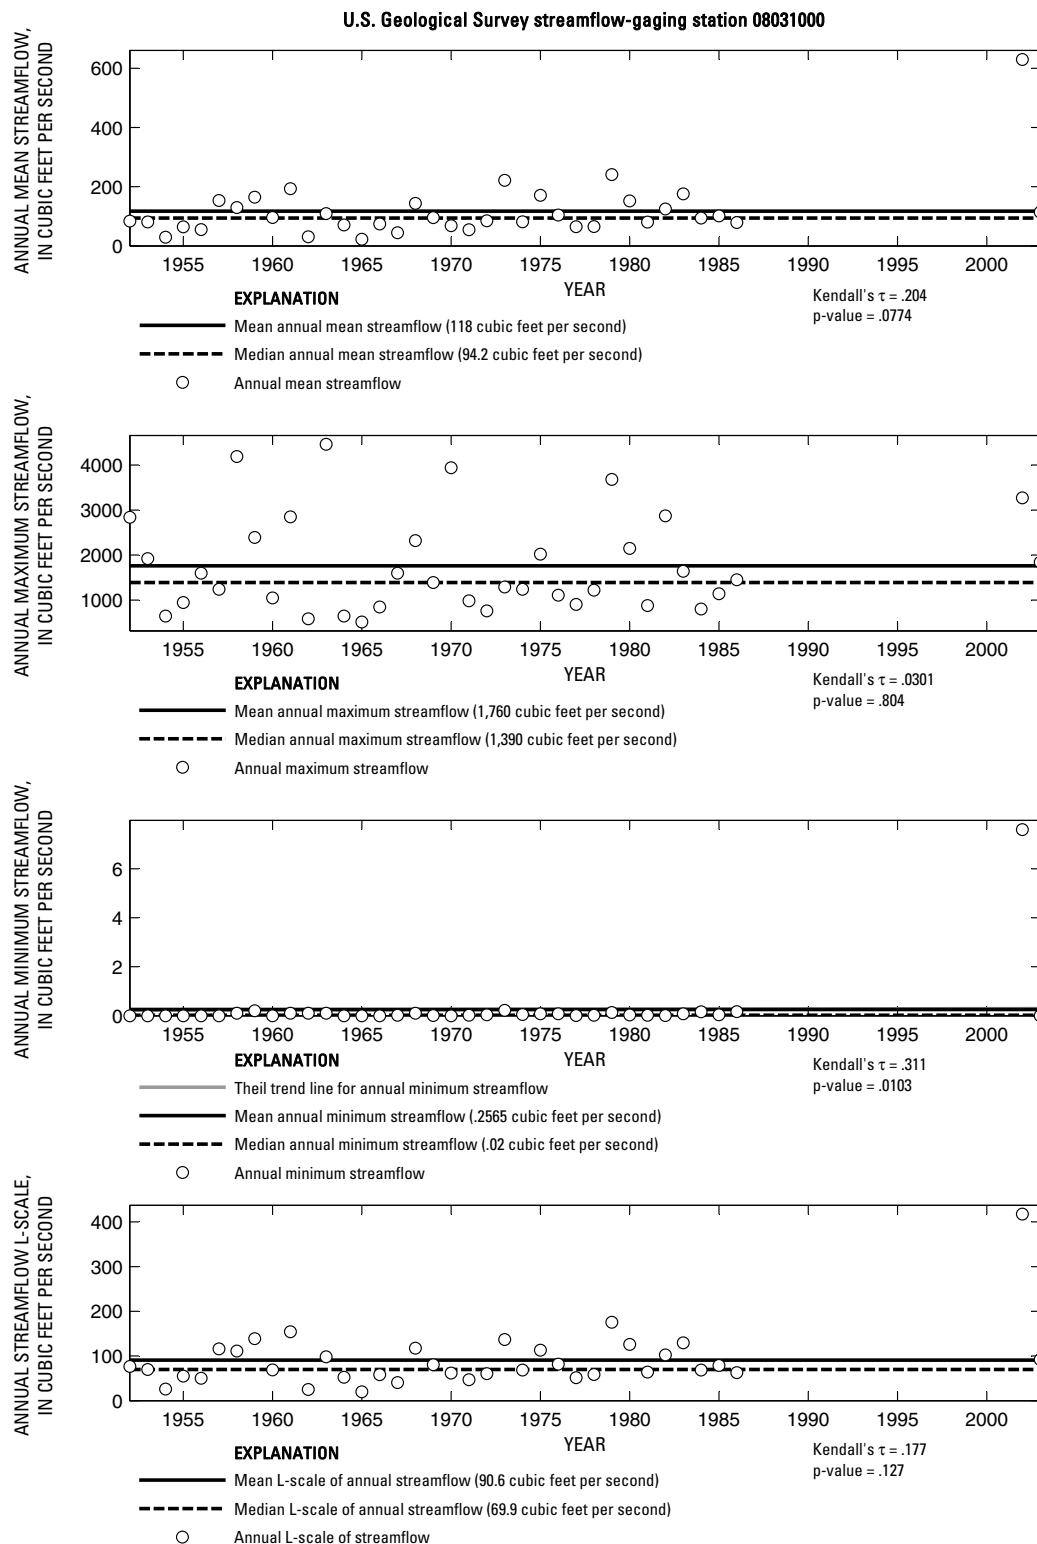 U.S. Geological Survey streamflow-gaging station 08031000
ANNUAL MEAN STREAMFLOW,
IN CUBIC FEET PER SECOND
600
400
200
0
1955 1960 1965 1970 1975 1980 1985 1990 1995 2000
YEAR
Kendall's τ = .204
p-value = .0774
EXPLANATION
Mean annual mean streamflow (118 cubic feet per second)
Median annual mean streamflow (94.2 cubic feet per second)
Annual mean streamflow
ANNUAL MAXIMUM STREAMFLOW,
IN CUBIC FEET PER SECOND
4000
3000
2000
1000
1955 1960 1965 1970 1975 1980 1985 1990 1995 2000
YEAR
Kendall's τ = .0301
p-value = .804
EXPLANATION
Mean annual maximum streamflow (1,760 cubic feet per second)
Median annual maximum streamflow (1,390 cubic feet per second)
Annual maximum streamflow
ANNUAL MINIMUM STREAMFLOW,
IN CUBIC FEET PER SECOND
6
4
2
0
1955 1960 1965 1970 1975 1980 1985 1990 1995 2000
YEAR
Kendall's τ = .311
p-value = .0103
EXPLANATION
Theil trend line for annual minimum streamflow
Mean annual minimum streamflow (.2565 cubic feet per second)
Median annual minimum streamflow (.02 cubic feet per second)
Annual minimum streamflow
ANNUAL STREAMFLOW L-SCALE,
IN CUBIC FEET PER SECOND
400
300
200
100
0
1955 1960 1965 1970 1975 1980 1985 1990 1995 2000
YEAR
Kendall's τ = .177
p-value = .127
EXPLANATION
Mean L-scale of annual streamflow (90.6 cubic feet per second)
Median L-scale of annual streamflow (69.9 cubic feet per second)
Annual L-scale of streamflow